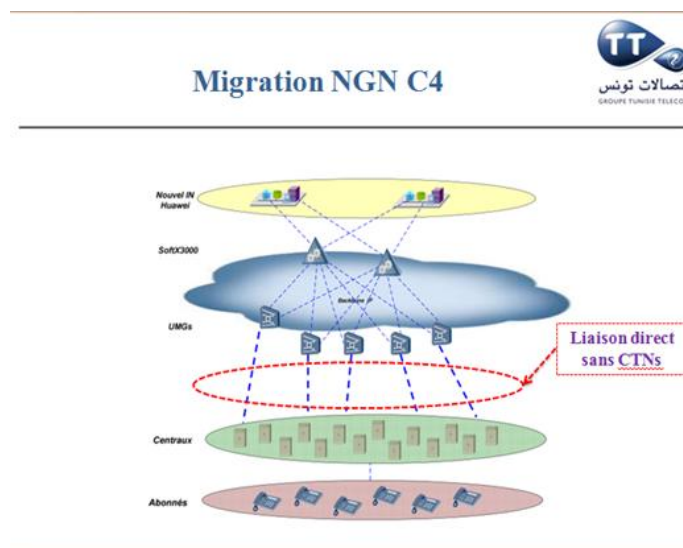 Migration NGN C4
TT
اتصالات تونس
GROUPE TUNISIE TELECO
Nouvel IN
Huawei
SoftX3000
Backbone IP
UMGs
Liaison direct
sans CTNs
Centraux
Abonnés